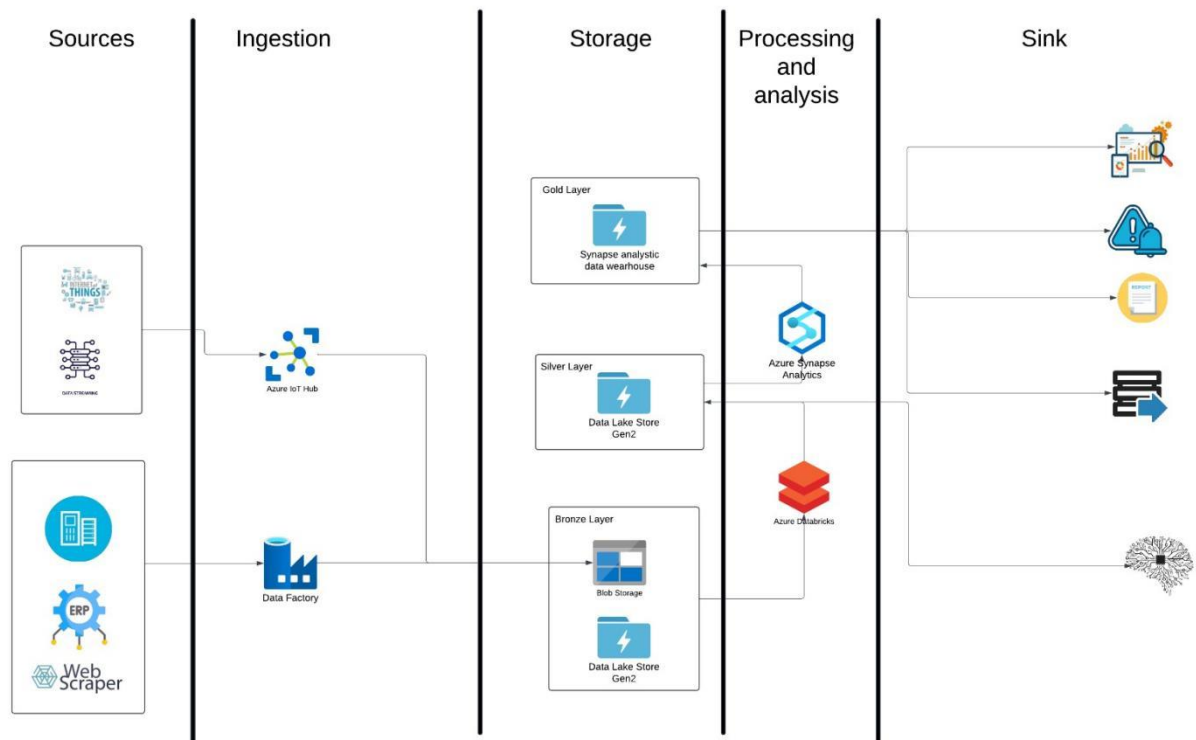 Sources
Ingestion
Storage
Processing
and
analysis
Sink
Gold Layer
Synapse analytic
data wearhouse
INTERNET of
THINGS
DATA STREAMING
Azure IoT Hub
Silver Layer
Data Lake Store
Gen2
Azure Synapse
Analytics
REPORT
Azure Databricks
Bronze Layer
Blob Storage
Data Lake Store
Gen2
ERP
Web
Scraper
Data Factory